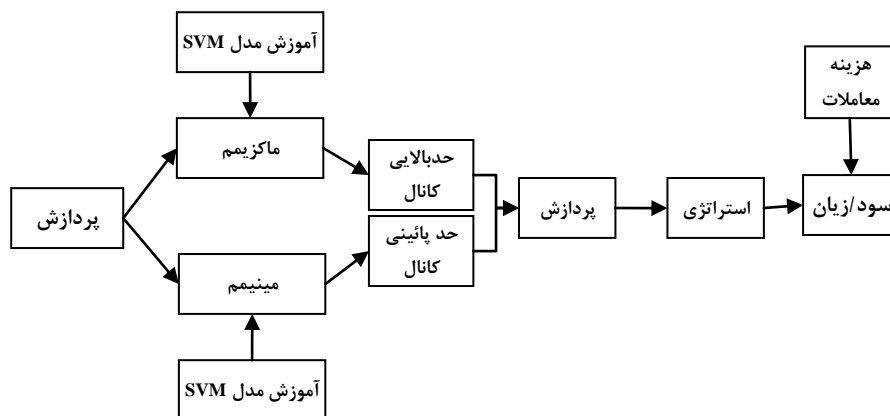 آموزش مدل SVM
هزینه
معاملات
ماکزیمم
حدبالایی
کانال
پردازش
پردازش
استراتژی
سود/زیان
حد پائینی
کانال
مینیمم
آموزش مدل SVM